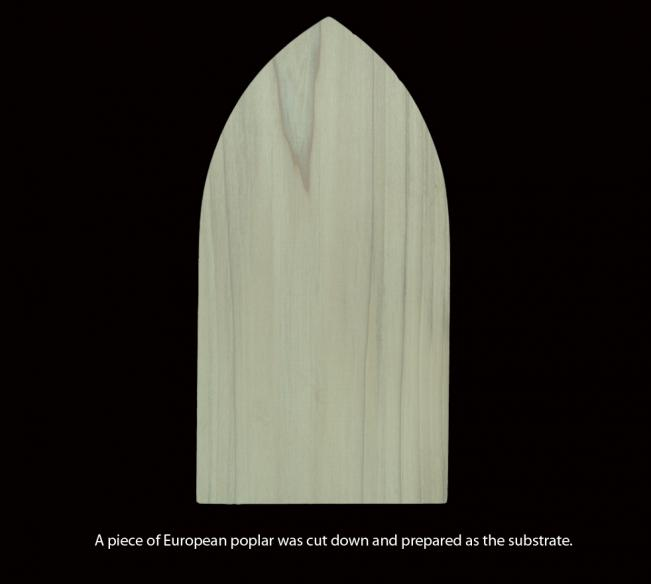 A piece of European poplar was cut down and prepared as the substrate.